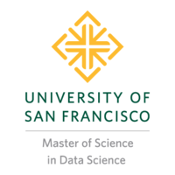 UNIVERSITY OF
SAN FRANCISCO
Master of Science
in Data Science